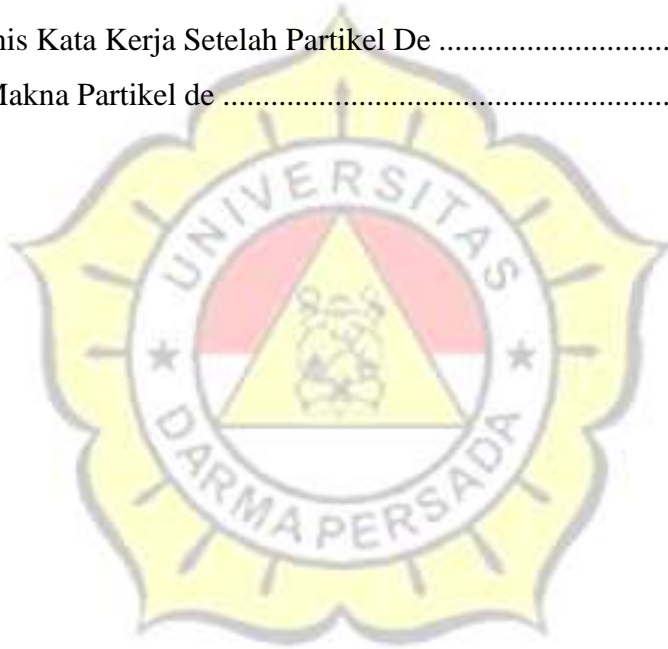 nis Kata Kerja Setelah Partikel De ..........................
Makna Partikel de .........................................................
UNIVERSITAS
DARMA PERSADA